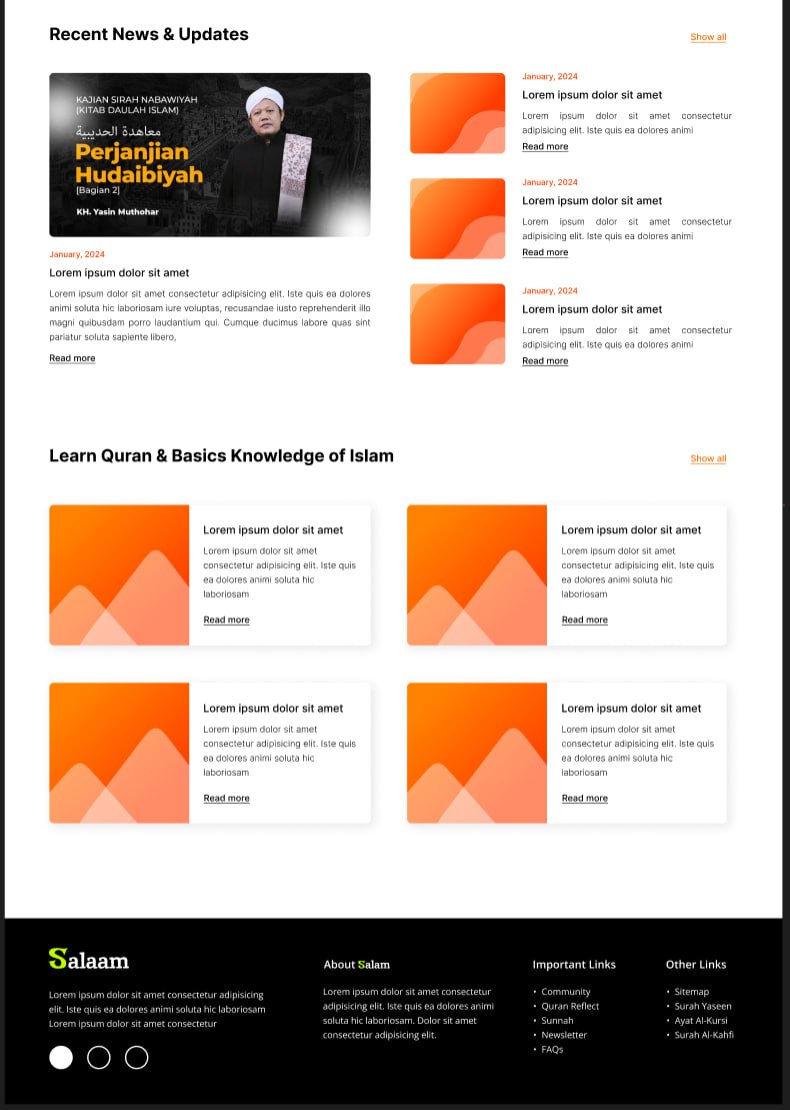 Recent News & Updates
Show all
KAJIAN SIRAH NABAWIYAH
(KITAB DAULAH ISLAM)
معاهدة الحديبية
Perjanjian
Hudaibiyah
[Bagian 2]
KH. Yasin Muthohar
January, 2024
Lorem ipsum dolor sit amet
Lorem ipsum dolor sit amet consectetur adipisicing elit. Iste quis ea dolores
animi soluta hic laboriosam iure voluptas, recusandae iusto reprehenderit illo
magni quibusdam porro laudantium qui. Cumque ducimus labore quas sint
pariatur soluta sapiente libero,
Read more
January, 2024
Lorem ipsum dolor sit amet
Lorem ipsum dolor sit amet consectetur
adipisicing elit. Iste quis ea dolores animi
Read more
January, 2024
Lorem ipsum dolor sit amet
Lorem ipsum dolor sit amet consectetur
adipisicing elit. Iste quis ea dolores animi
Read more
January, 2024
Lorem ipsum dolor sit amet
Lorem ipsum dolor sit amet consectetur
adipisicing elit. Iste quis ea dolores animi
Read more
Learn Quran & Basics Knowledge of Islam
Show all
Lorem ipsum dolor sit amet
Lorem ipsum dolor sit amet
consectetur adipisicing elit. Iste quis
ea dolores animi soluta hic
laboriosam
Read more
Lorem ipsum dolor sit amet
Lorem ipsum dolor sit amet
consectetur adipisicing elit. Iste quis
ea dolores animi soluta hic
laboriosam
Read more
Lorem ipsum dolor sit amet
Lorem ipsum dolor sit amet
consectetur adipisicing elit. Iste quis
ea dolores animi soluta hic
laboriosam
Read more
Lorem ipsum dolor sit amet
Lorem ipsum dolor sit amet
consectetur adipisicing elit. Iste quis
ea dolores animi soluta hic
laboriosam
Read more
Salaam
Lorem ipsum dolor sit amet consectetur adipisicing
elit. Iste quis ea dolores animi soluta hic laboriosam
Lorem ipsum dolor sit amet consectetur
About Salam
Lorem ipsum dolor sit amet consectetur
adipisicing elit. Iste quis ea dolores animi
soluta hic laboriosam. Dolor sit amet
consectetur adipisicing elit.
Important Links
• Community
• Quran Reflect
• Sunnah
• Newsletter
• FAQs
Other Links
• Sitemap
• Surah Yaseen
• Ayat Al-Kursi
• Surah Al-Kahfi